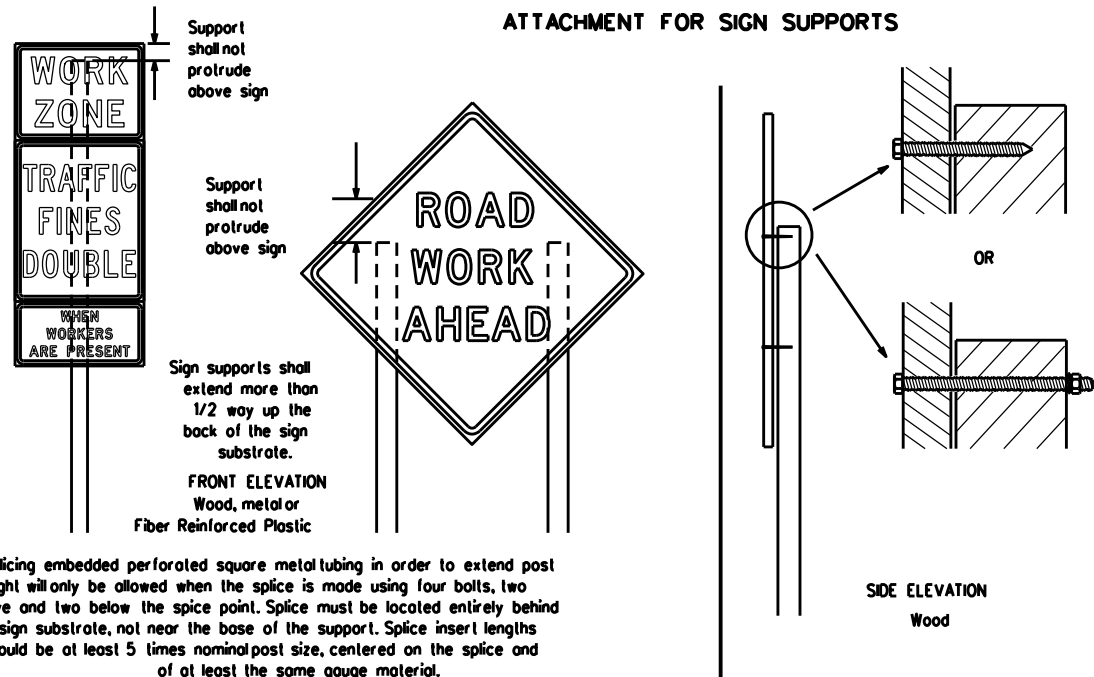 ATTACHMENT FOR SIGN SUPPORTS
Support
shall not
protrude
above sign
WORK
ZONE
TRAFFIC
FINES
DOUBLE
WHEN
WORKERS
ARE PRESENT
Support
shall not
protrude
above sign
ROAD
WORK
AHEAD
Sign supports shall
extend more than
1/2 way up the
back of the sign
substrate.
FRONT ELEVATION
Wood, metal or
Fiber Reinforced Plastic
OR
SIDE ELEVATION
Wood
embedded perforated square metal tubing in order to extend post
will only be allowed when the splice is made using four bolts, two
and two below the spice point. Splice must be located entirely behind
sign substrate, not near the base of the support. Splice insert lengths
be at least 5 times nominal post size, centered on the splice and
of at least the same gauge material.